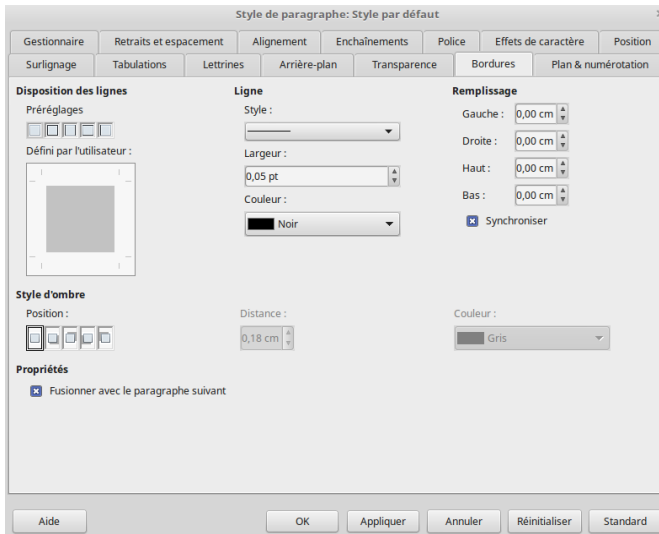 Style de paragraphe: Style par défaut
Gestionnaire Retraits et espacement Alignement Enchaînements Police Effets de caractère Position
Surlignage Tabulations Lettrines Arrière-plan Transparence Bordures Plan & numérotation
Disposition des lignes Ligne Remplissage
Préréglages Style : Gauche : 0,00 cm
Droite : 0,00 cm
Défini par l'utilisateur : Largeur :
0,05 pt Haut : 0,00 cm
Couleur : Bas : 0,00 cm
Noir Synchroniser
Style d'ombre
Position : Distance : Couleur :
0,18 cm Gris
Propriétés
Fusionner avec le paragraphe suivant
Aide OK Appliquer Annuler Réinitialiser Standard